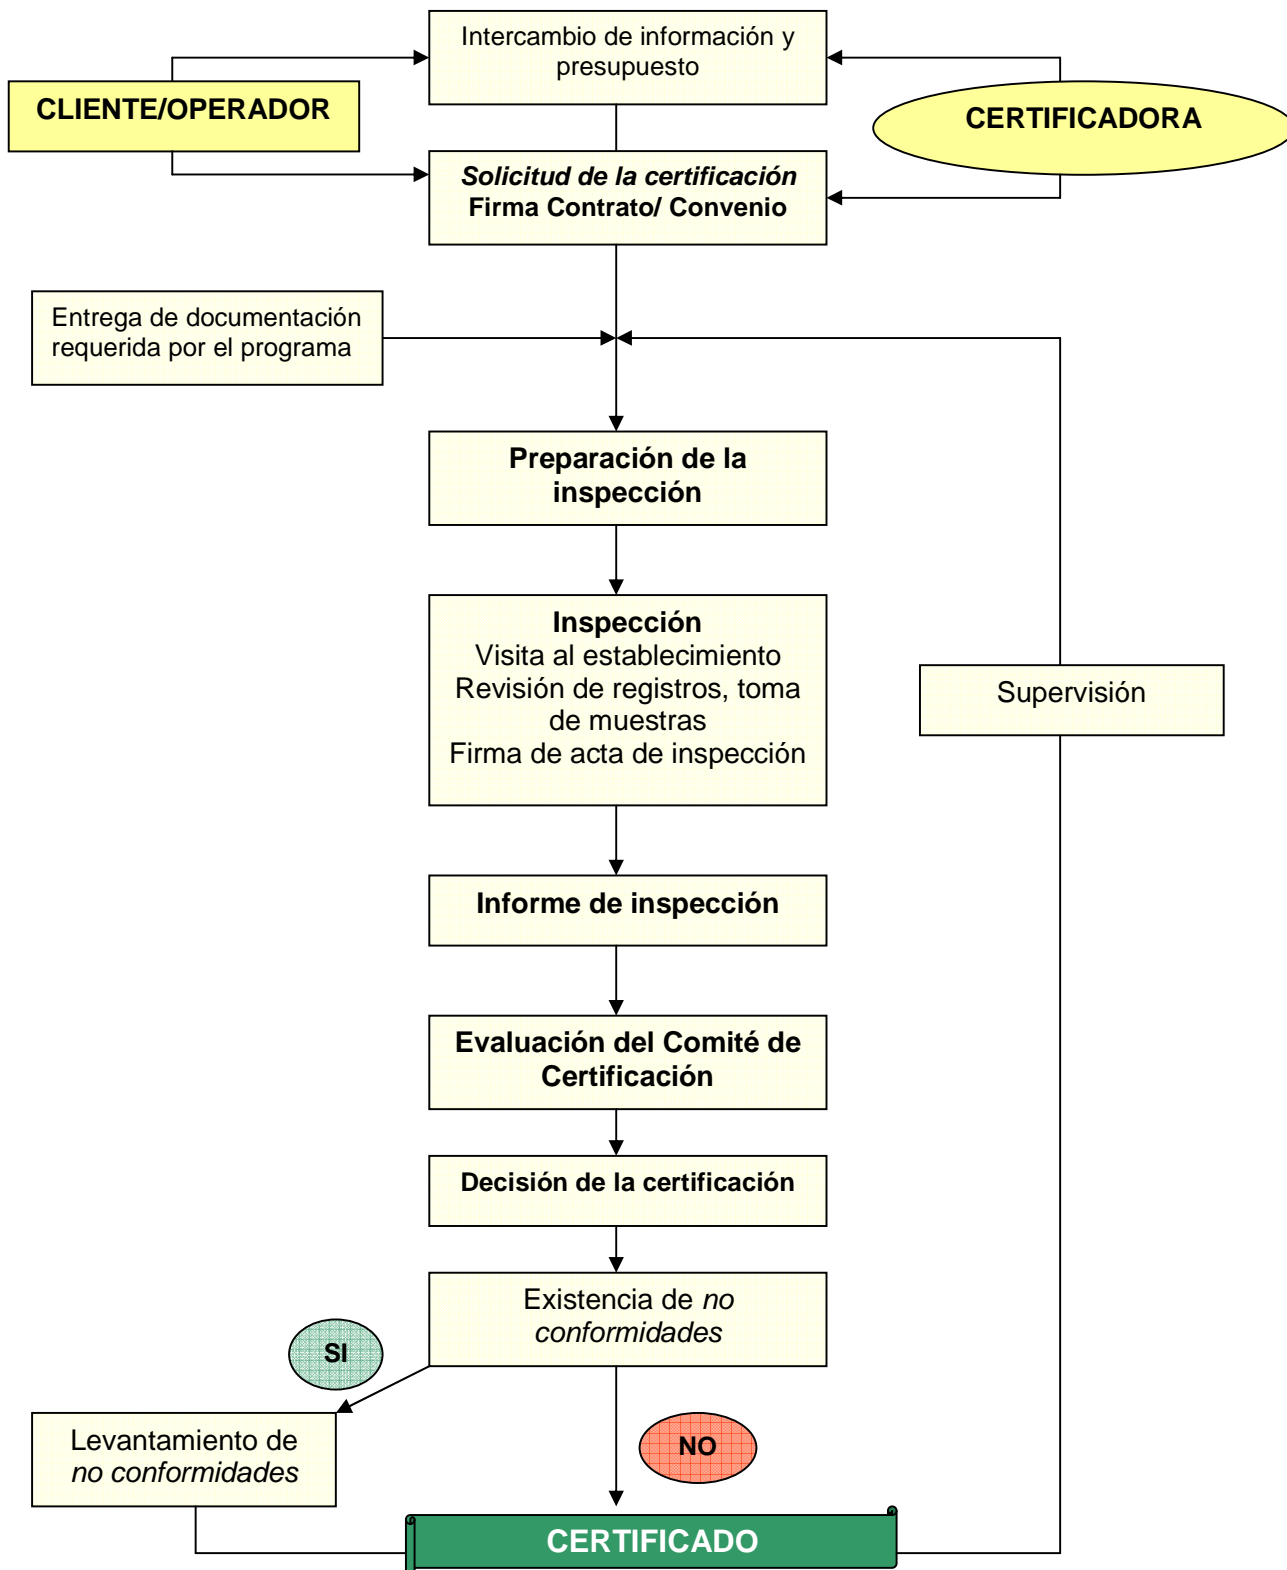 Intercambio de información y
presupuesto
CLIENTE/OPERADOR
CERTIFICADORA
Solicitud de la certificación
Firma Contrato/ Convenio
Entrega de documentación
requerida por el programa
Preparación de la
inspección
Inspección
Visita al establecimiento
Revisión de registros, toma
de muestras
Firma de acta de inspección
Supervisión
Informe de inspección
Evaluación del Comité de
Certificación
Decisión de la certificación
Existencia de no
conformidades
SI
Levantamiento de
no conformidades
NO
CERTIFICADO